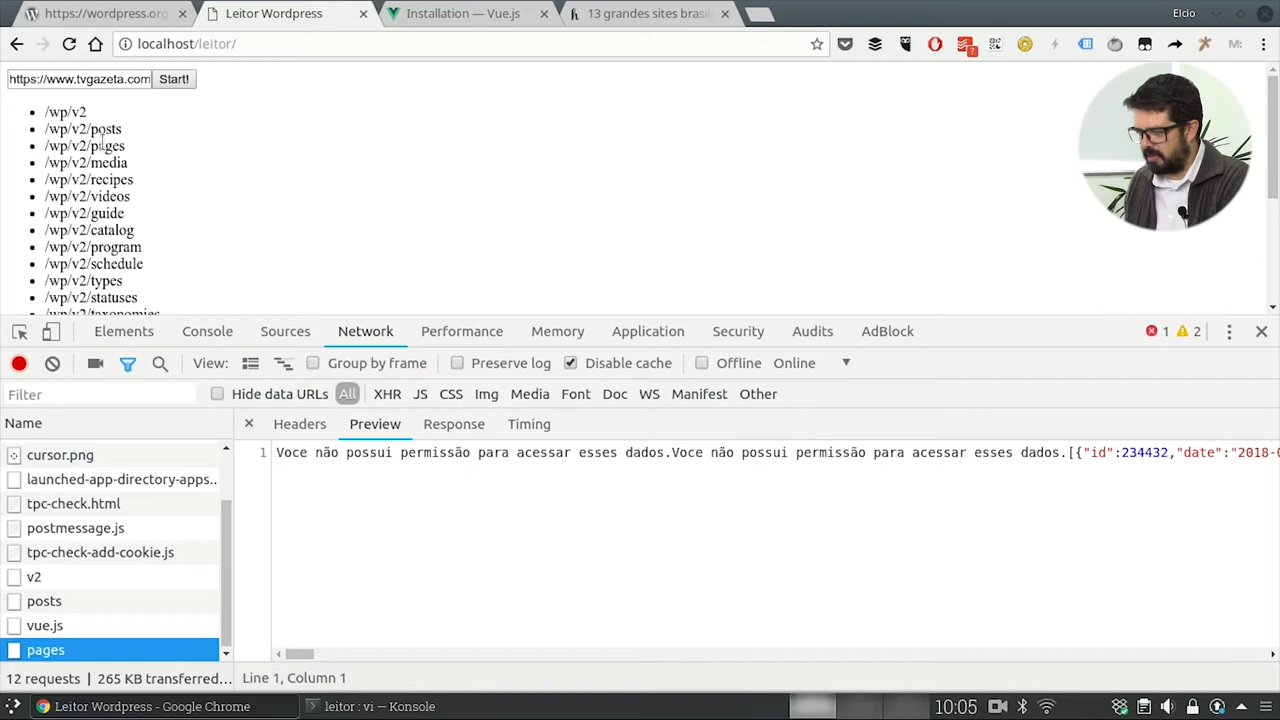 https://wordpress.org
Leitor Wordpress
Installation — Vue.js
13 grandes sites brasil
Elcio
localhost/leitor/
?
M:
https://www.tvgazeta.com
Start!
/wp/v2
/wp/v2/posts
/wp/v2/pages
/wp/v2/media
/wp/v2/recipes
/wp/v2/videos
/wp/v2/guide
/wp/v2/catalog
/wp/v2/program
/wp/v2/schedule
/wp/v2/types
/wp/v2/statuses
/wp/v2/taxonomies
Elements Console Sources Network Performance Memory Application Security Audits AdBlock 1 2
View: Group by frame Preserve log Disable cache Offline Online
Filter Hide data URLs All XHR JS CSS Img Media Font Doc WS Manifest Other
Name Headers Preview Response Timing
cursor.png
launched-app-directory-apps..
tpc-check.html
postmessage.js
tpc-check-add-cookie.js
v2
posts
vue.js
pages
1 Voce não possui permissão para acessar esses dados.Voce não possui permissão para acessar esses dados.[{"id":234432,"date":"2018-0
12 requests | 265 KB transferred...
Line 1, Column 1
Leitor Wordpress - Google Chrome
leitor : vi — Konsole
10:05